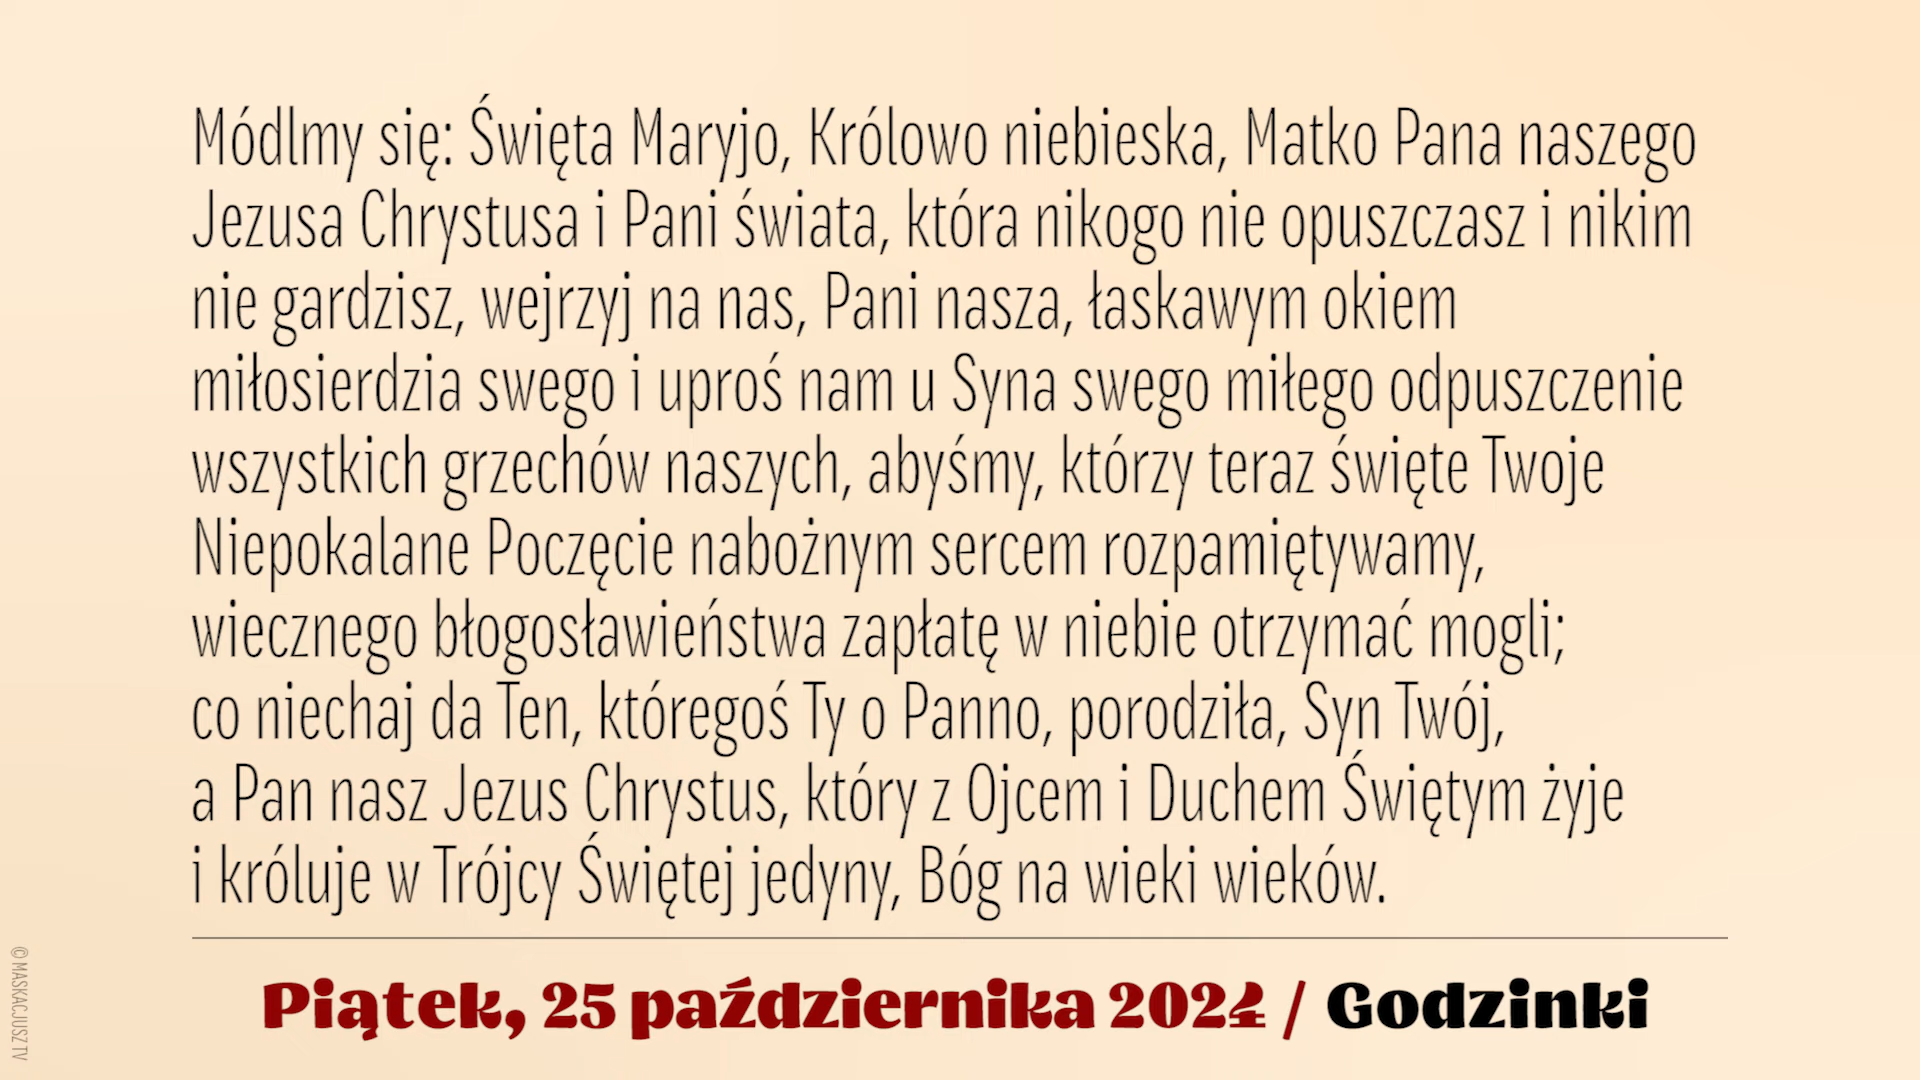 Módlmy się: Święta Maryjo, Królowo niebieska, Matko Pana naszego
Jezusa Chrystusa i Pani świata, która nikogo nie opuszczasz i nikim
nie gardzisz, wejrzyj na nas, Pani nasza, łaskawym okiem
miłosierdzia swego i uproś nam u Syna swego miłego odpuszczenie
wszystkich grzechów naszych, abyśmy, którzy teraz święte Twoje
Niepokalane Poczęcie nabożnym sercem rozpamiętywamy,
wiecznego błogosławieństwa zapłatę w niebie otrzymać mogli;
co niechaj da Ten, któregoś Ty o Panno, porodziła, Syn Twój,
a Pan nasz Jezus Chrystus, który z Ojcem i Duchem Świętym żyje
i króluje w Trójcy Świętej jedyny, Bóg na wieki wieków.
Piątek, 25 października 2024 / Godzinki
© MASKACJUSZ TV